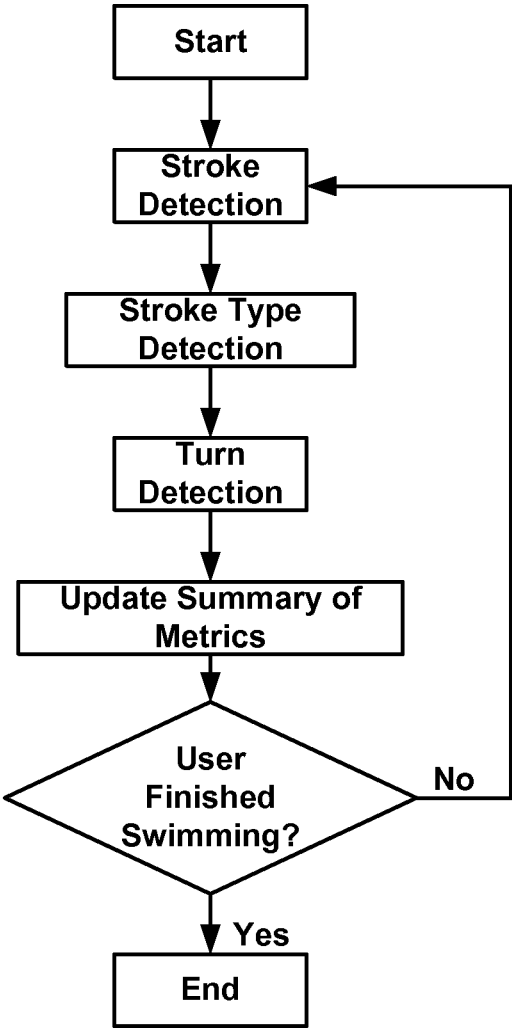 Start
Stroke
Detection
Stroke Type
Detection
Turn
Detection
Update Summary of
Metrics
User
Finished
Swimming?
No
Yes
End